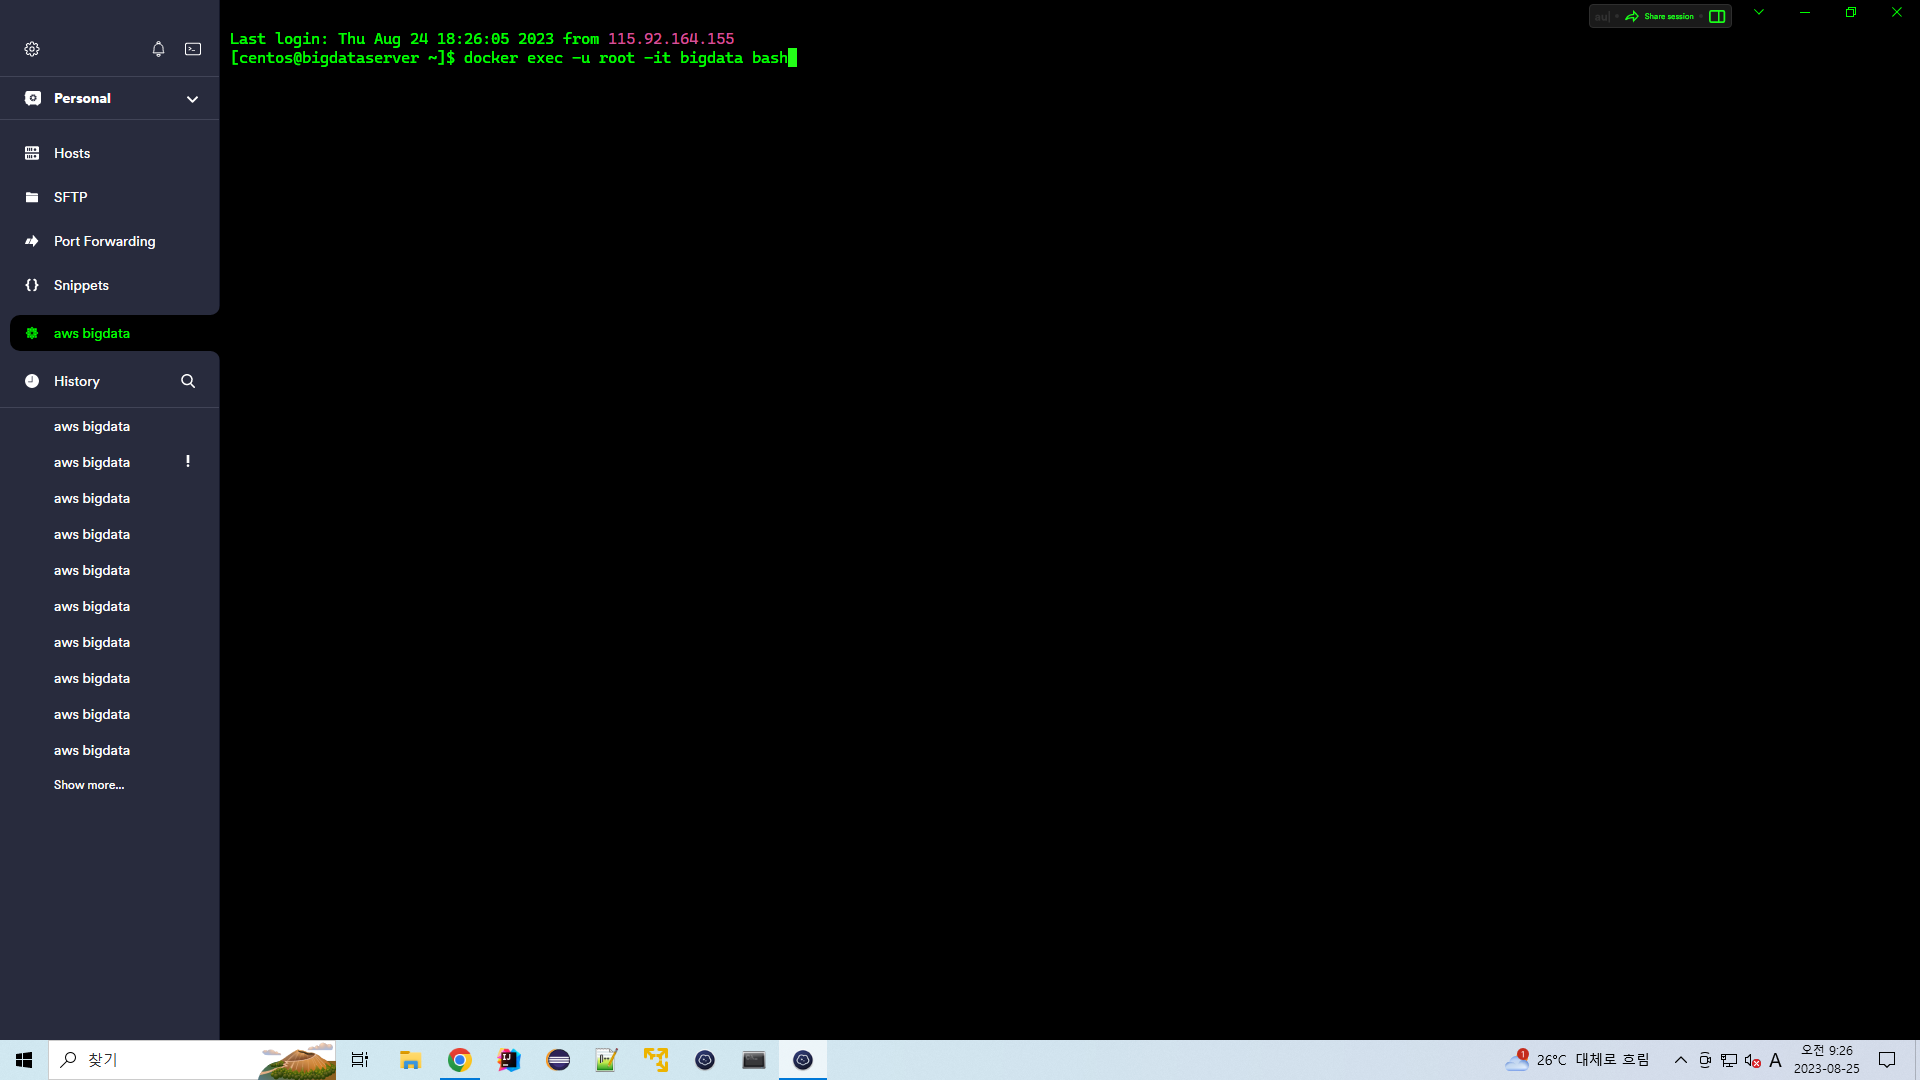 Personal
Hosts
SFTP
Port Forwarding
Snippets
aws bigdata
History
aws bigdata
aws bigdata !
aws bigdata
aws bigdata
aws bigdata
aws bigdata
aws bigdata
aws bigdata
aws bigdata
aws bigdata
Show more...
Share session
Last login: Thu Aug 24 18:26:05 2023 from 115.92.164.155
[centos@bigdataserver ~]$ docker exec -u root -it bigdata bash
찾기
1
26°C 대체로 흐림
A
오전 9:26
2023-08-25